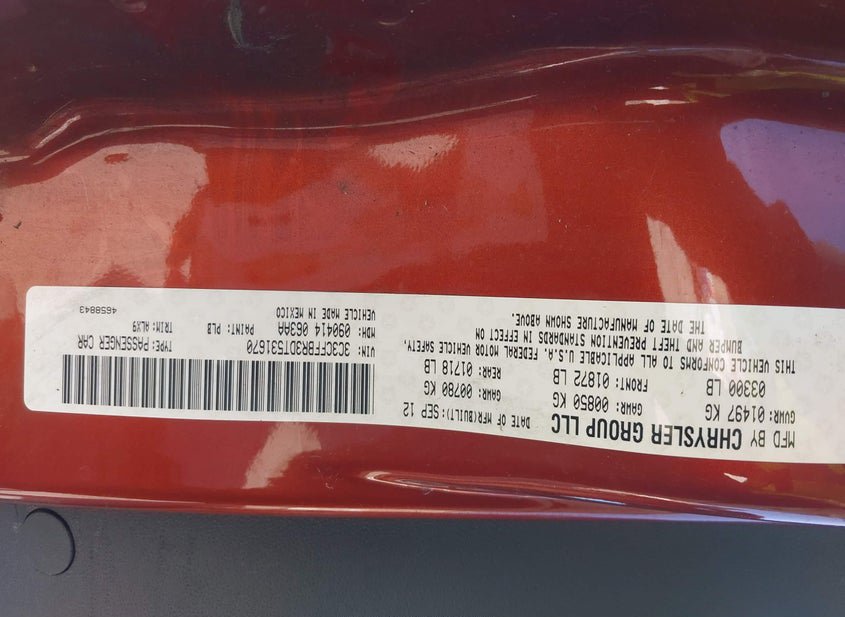 MFD BY CHRYSLER GROUP LLC
DATE OF MFR(BUILT): SEP 12
GVWR: 01497 KG
03300 LB
GAWR: 00850 KG
FRONT: 01872 LB
GAWR: 00780 KG
REAR: 01718 LB
THIS VEHICLE CONFORMS TO ALL APPLICABLE U.S.A. FEDERAL MOTOR VEHICLE SAFETY,
BUMPER AND THEFT PREVENTION STANDARDS IN EFFECT ON
THE DATE OF MANUFACTURE SHOWN ABOVE.
VIN: 3C3CFFBR3DT531670
TYPE: PASSENGER CAR
MDH: 090414 063AA
PAINT: PLB
TRIM: ALX9
VEHICLE MADE IN MEXICO
4658843